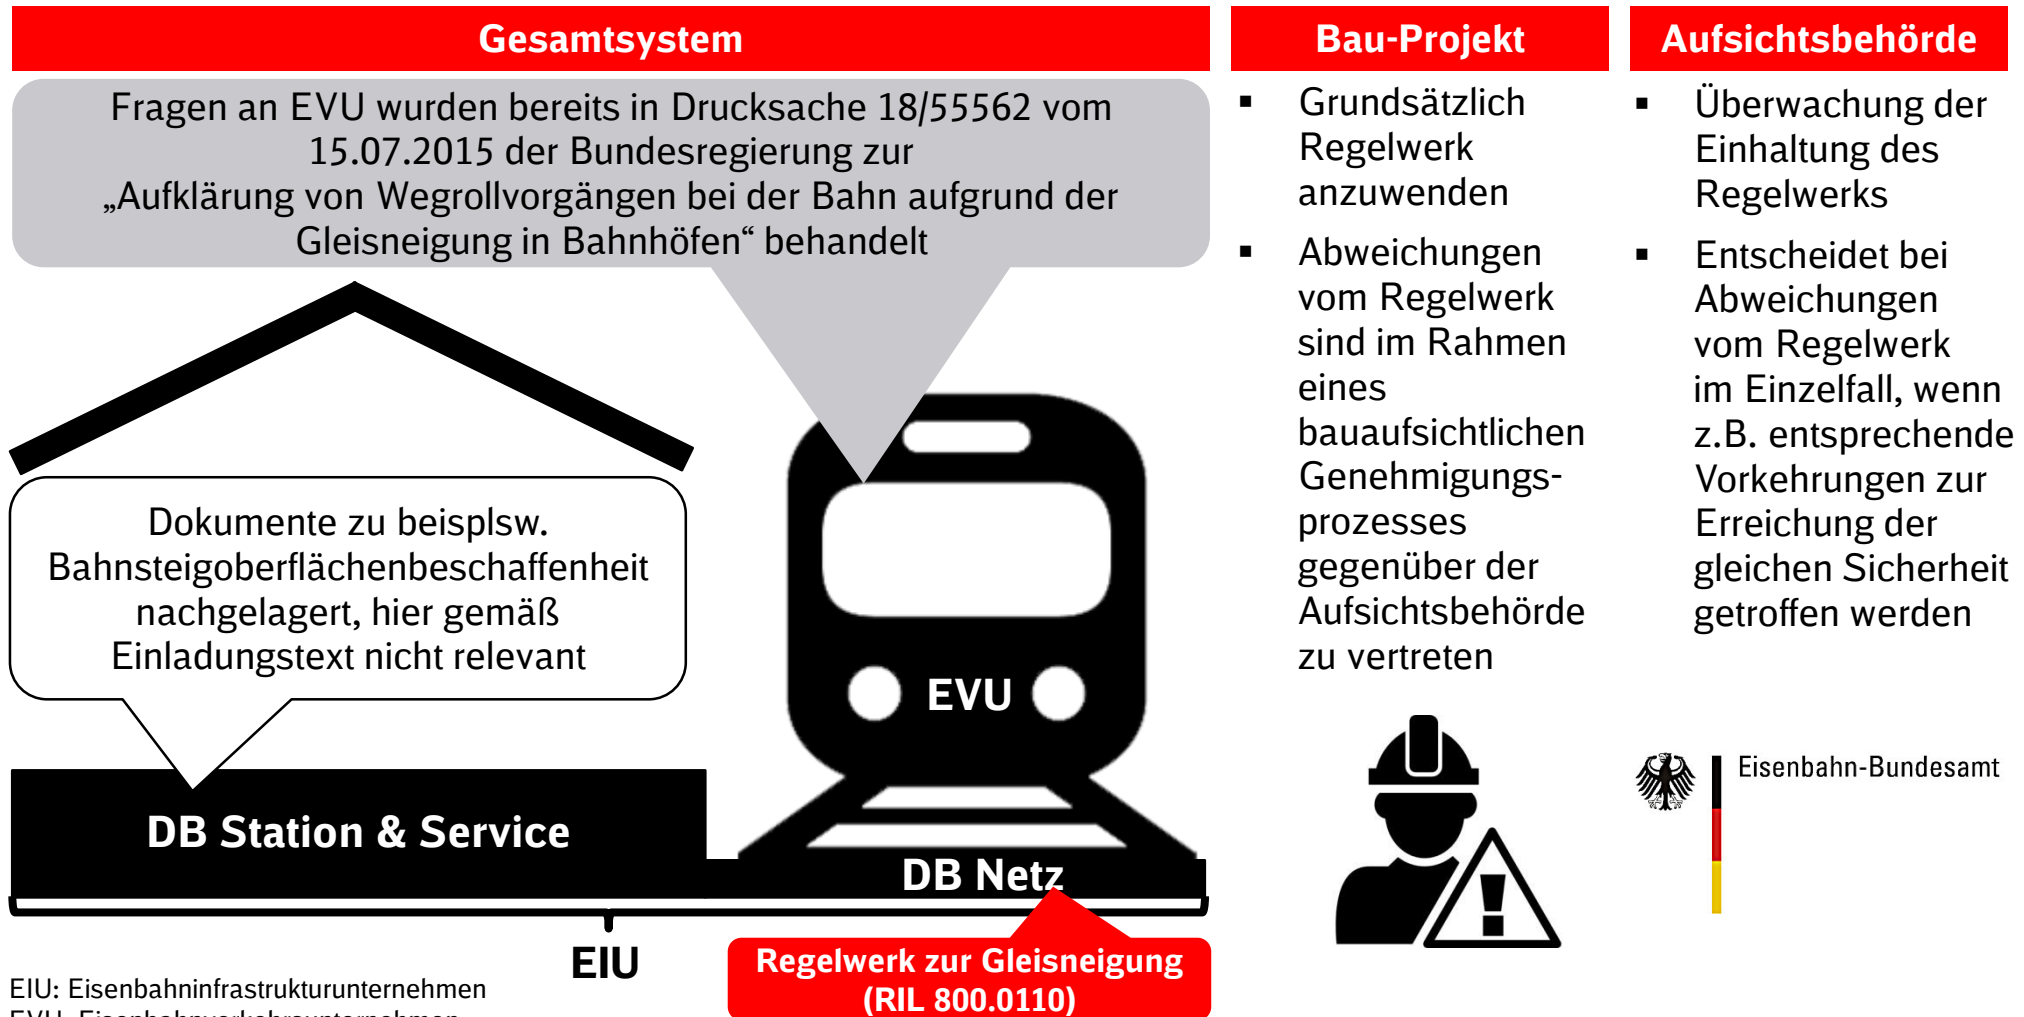 Gesamtsystem
Fragen an EVU wurden bereits in Drucksache 18/55562 vom
15.07.2015 der Bundesregierung zur
„Aufklärung von Wegrollvorgängen bei der Bahn aufgrund der
Gleisneigung in Bahnhöfen“ behandelt
Dokumente zu beisplsw.
Bahnsteigoberflächenbeschaffenheit
nachgelagert, hier gemäß
Einladungstext nicht relevant
EVU
DB Station & Service
DB Netz
EIU
Regelwerk zur Gleisneigung
(RIL 800.0110)
EIU: Eisenbahninfrastrukturunternehmen
EVU: Eisenbahnverkehrsunternehmen
Bau-Projekt
▪ Grundsätzlich
Regelwerk
anzuwenden
▪ Abweichungen
vom Regelwerk
sind im Rahmen
eines
bauaufsichtlichen
Genehmigungs-
prozesses
gegenüber der
Aufsichtsbehörde
zu vertreten
Aufsichtsbehörde
▪ Überwachung der
Einhaltung des
Regelwerks
▪ Entscheidet bei
Abweichungen
vom Regelwerk
im Einzelfall, wenn
z.B. entsprechende
Vorkehrungen zur
Erreichung der
gleichen Sicherheit
getroffen werden
Eisenbahn-Bundesamt